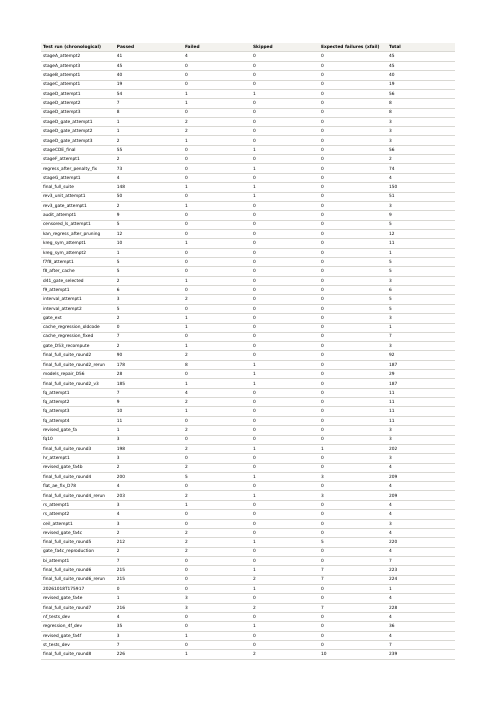 Test run (chronological) Passed Failed Skipped Expected failures (xfail) Total
stageA_attempt2 41 4 0 0 45
stageA_attempt3 45 0 0 0 45
stageB_attempt1 40 0 0 0 40
stageC_attempt1 19 0 0 0 19
stageD_attempt1 54 1 1 0 56
stageD_attempt2 7 1 0 0 8
stageD_attempt3 8 0 0 0 8
stageD_gate_attempt1 1 2 0 0 3
stageD_gate_attempt2 1 2 0 0 3
stageD_gate_attempt3 2 1 0 0 3
stageCDE_final 55 0 1 0 56
stageF_attempt1 2 0 0 0 2
regress_after_penalty_fix 73 0 1 0 74
stageG_attempt1 4 0 0 0 4
final_full_suite 148 1 1 0 150
rev3_unit_attempt1 50 0 1 0 51
rev3_gate_attempt1 2 1 0 0 3
audit_attempt1 9 0 0 0 9
censored_ls_attempt1 5 0 0 0 5
kan_regress_after_pruning 12 0 0 0 12
kreg_sym_attempt1 10 1 0 0 11
kreg_sym_attempt2 1 0 0 0 1
f7f8_attempt1 5 0 0 0 5
f8_after_cache 5 0 0 0 5
d41_gate_selected 2 1 0 0 3
f9_attempt1 6 0 0 0 6
interval_attempt1 3 2 0 0 5
interval_attempt2 5 0 0 0 5
gate_ext 2 1 0 0 3
cache_regression_oldcode 0 1 0 0 1
cache_regression_fixed 7 0 0 0 7
gate_D53_recompute 2 1 0 0 3
final_full_suite_round2 90 2 0 0 92
final_full_suite_round2_rerun 178 8 1 0 187
models_repair_D56 28 0 1 0 29
final_full_suite_round2_v3 185 1 1 0 187
fq_attempt1 7 4 0 0 11
fq_attempt2 9 2 0 0 11
fq_attempt3 10 1 0 0 11
fq_attempt4 11 0 0 0 11
revised_gate_fa 1 2 0 0 3
fq10 3 0 0 0 3
final_full_suite_round3 198 2 1 1 202
hr_attempt1 3 0 0 0 3
revised_gate_fa4b 2 2 0 0 4
final_full_suite_round4 200 5 1 3 209
flat_ae_fix_D78 4 0 0 0 4
final_full_suite_round4_rerun 203 2 1 3 209
rs_attempt1 3 1 0 0 4
rs_attempt2 4 0 0 0 4
ceil_attempt1 3 0 0 0 3
revised_gate_fa4c 2 2 0 0 4
final_full_suite_round5 212 2 1 5 220
gate_fa4c_reproduction 2 2 0 0 4
bi_attempt1 7 0 0 0 7
final_full_suite_round6 215 0 1 7 223
final_full_suite_round6_rerun 215 0 2 7 224
20261018T175917 0 0 1 0 1
revised_gate_fa4e 1 3 0 0 4
final_full_suite_round7 216 3 2 7 228
nf_tests_dev 4 0 0 0 4
regression_4f_dev 35 0 1 0 36
revised_gate_fa4f 3 1 0 0 4
st_tests_dev 7 0 0 0 7
final_full_suite_round8 226 1 2 10 239